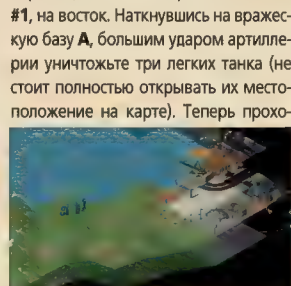 #1, на восток. Наткнувшись на вражес-
кую базу А, большим ударом артилле-
рии уничтожьте три легких танка (не
стоит полностью открывать их место-
положение на карте). Теперь прохо-